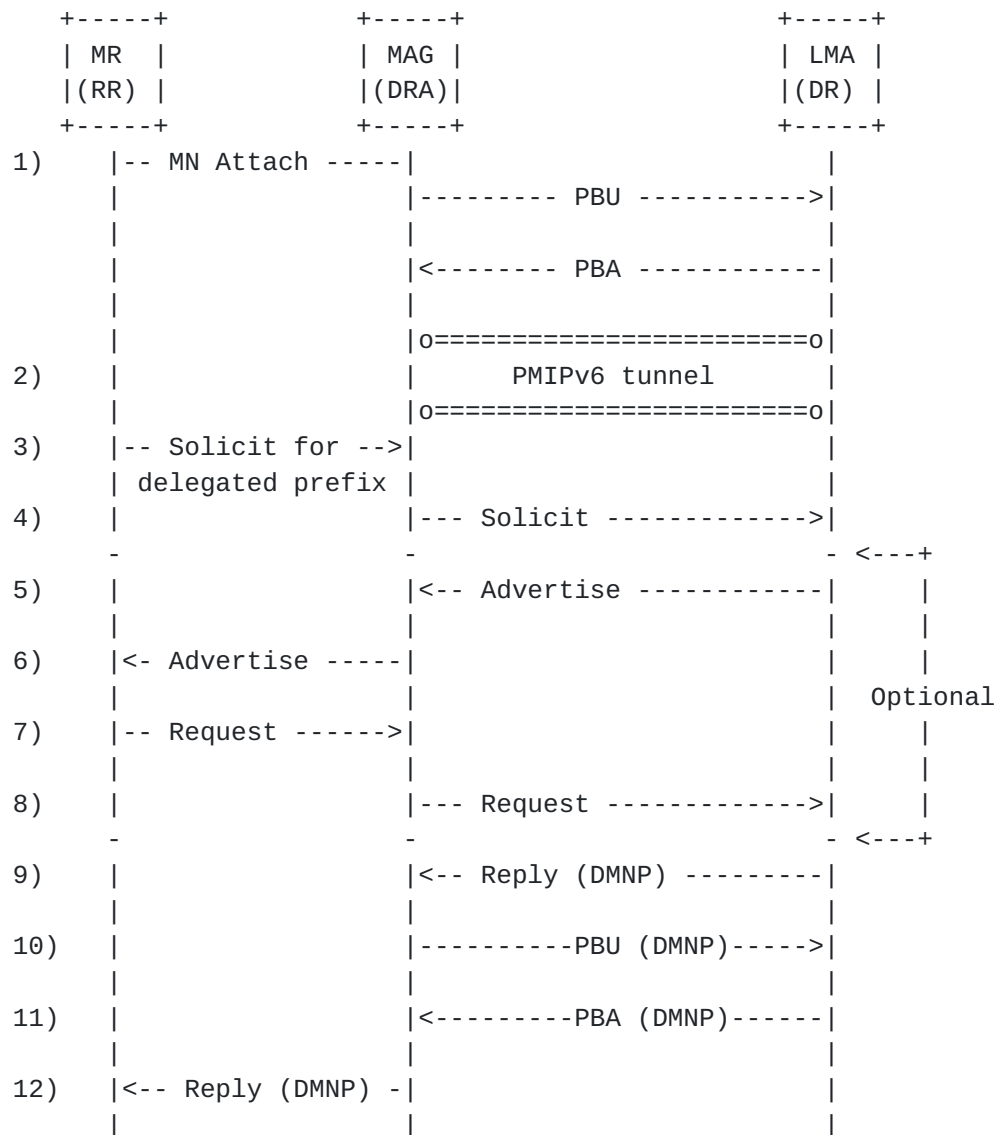 +-----+            +-----+                    +-----+
| MR  |            | MAG |                    | LMA |
|(RR) |            |(DRA)|                    |(DR) |
+-----+            +-----+                    +-----+
1)    |-- MN Attach -----|                          |
      |                  |--------- PBU ----------->|
      |                  |                          |
      |                  |<-------- PBA ------------|
      |                  |                          |
      |                  |o========================o|
2)    |                  |      PMIPv6 tunnel       |
      |                  |o========================o|
3)    |-- Solicit for -->|                          |
      | delegated prefix |                          |
4)    |                  |--- Solicit ------------->|
      -                  -                          - <---+
5)    |                  |<-- Advertise ------------|     |
      |                  |                          |     |
6)    |<- Advertise -----|                          |     |
      |                  |                          |  Optional
7)    |-- Request ------>|                          |     |
      |                  |                          |     |
8)    |                  |--- Request ------------->|     |
      -                  -                          - <---+
9)    |                  |<-- Reply (DMNP) ---------|
      |                  |                          |
10)   |                  |----------PBU (DMNP)----->|
      |                  |                          |
11)   |                  |<---------PBA (DMNP)------|
      |                  |                          |
12)   |<-- Reply (DMNP) -|                          |
      |                  |                          |